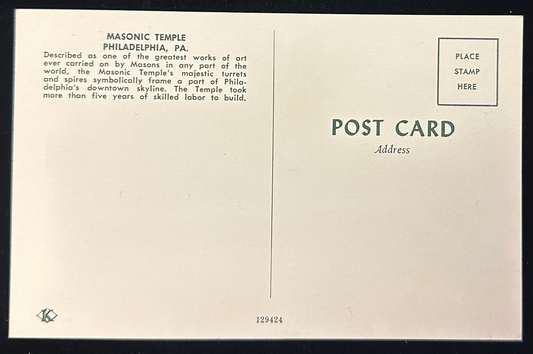 MASONIC TEMPLE
PHILADELPHIA, PA.
Described as one of the greatest works of art
ever carried on by Masons in any part of the
world, the Masonic Temple's majestic turrets
and spires symbolically frame a part of Phila-
delphia's downtown skyline. The Temple took
more than five years of skilled labor to build.
PLACE
STAMP
HERE
POST CARD
Address
129424